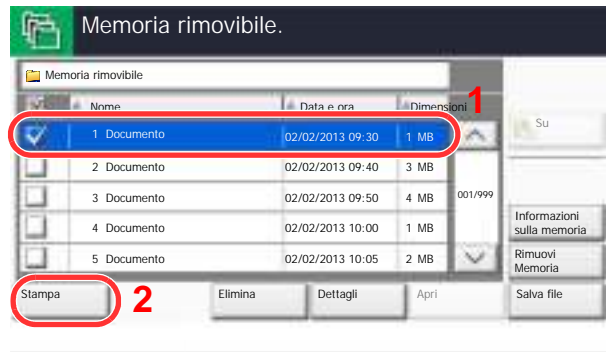 Memoria rimovibile.
Memoria rimovibile
Nome Data e ora Dimensioni 1
1 Documento 02/02/2013 09:30 1 MB Su
2 Documento 02/02/2013 09:40 3 MB
3 Documento 02/02/2013 09:50 4 MB 001/999
4 Documento 02/02/2013 10:00 1 MB Informazioni sulla memoria
5 Documento 02/02/2013 10:05 2 MB Rimuovi Memoria
Stampa 2 Elimina Dettagli Apri Salva file